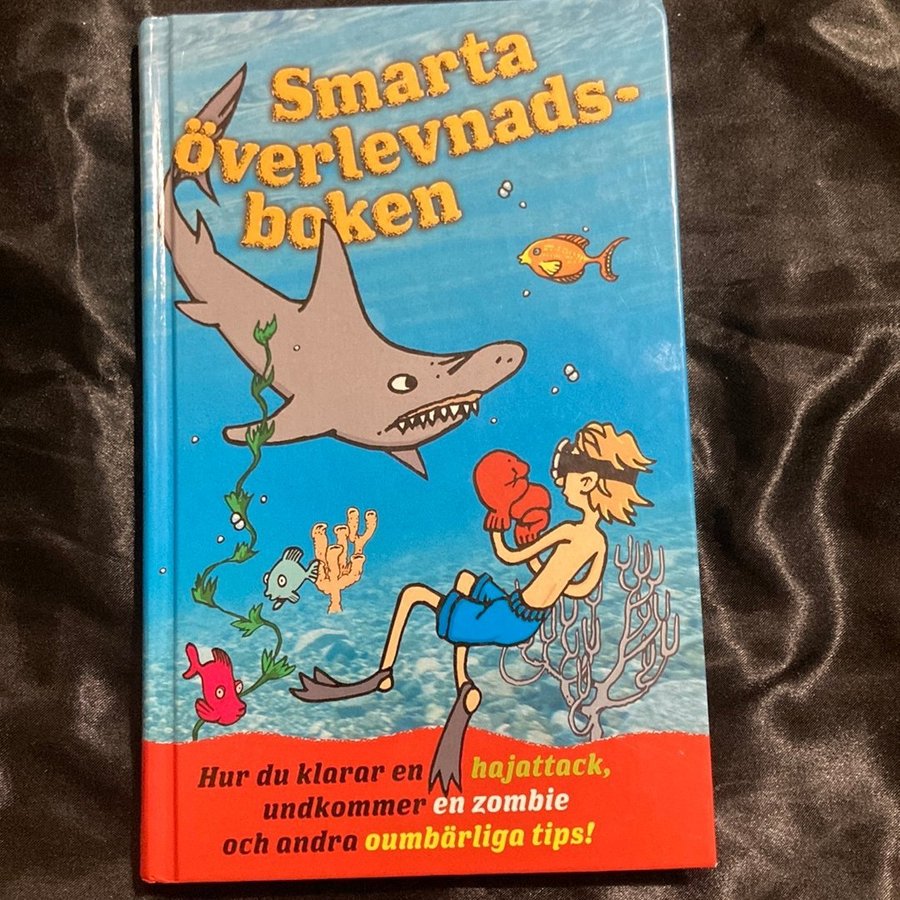 Smarta
överlevnads-
boken
Hur du klarar en hajattack,
undkommer en zombie
och andra oumbärliga tips!